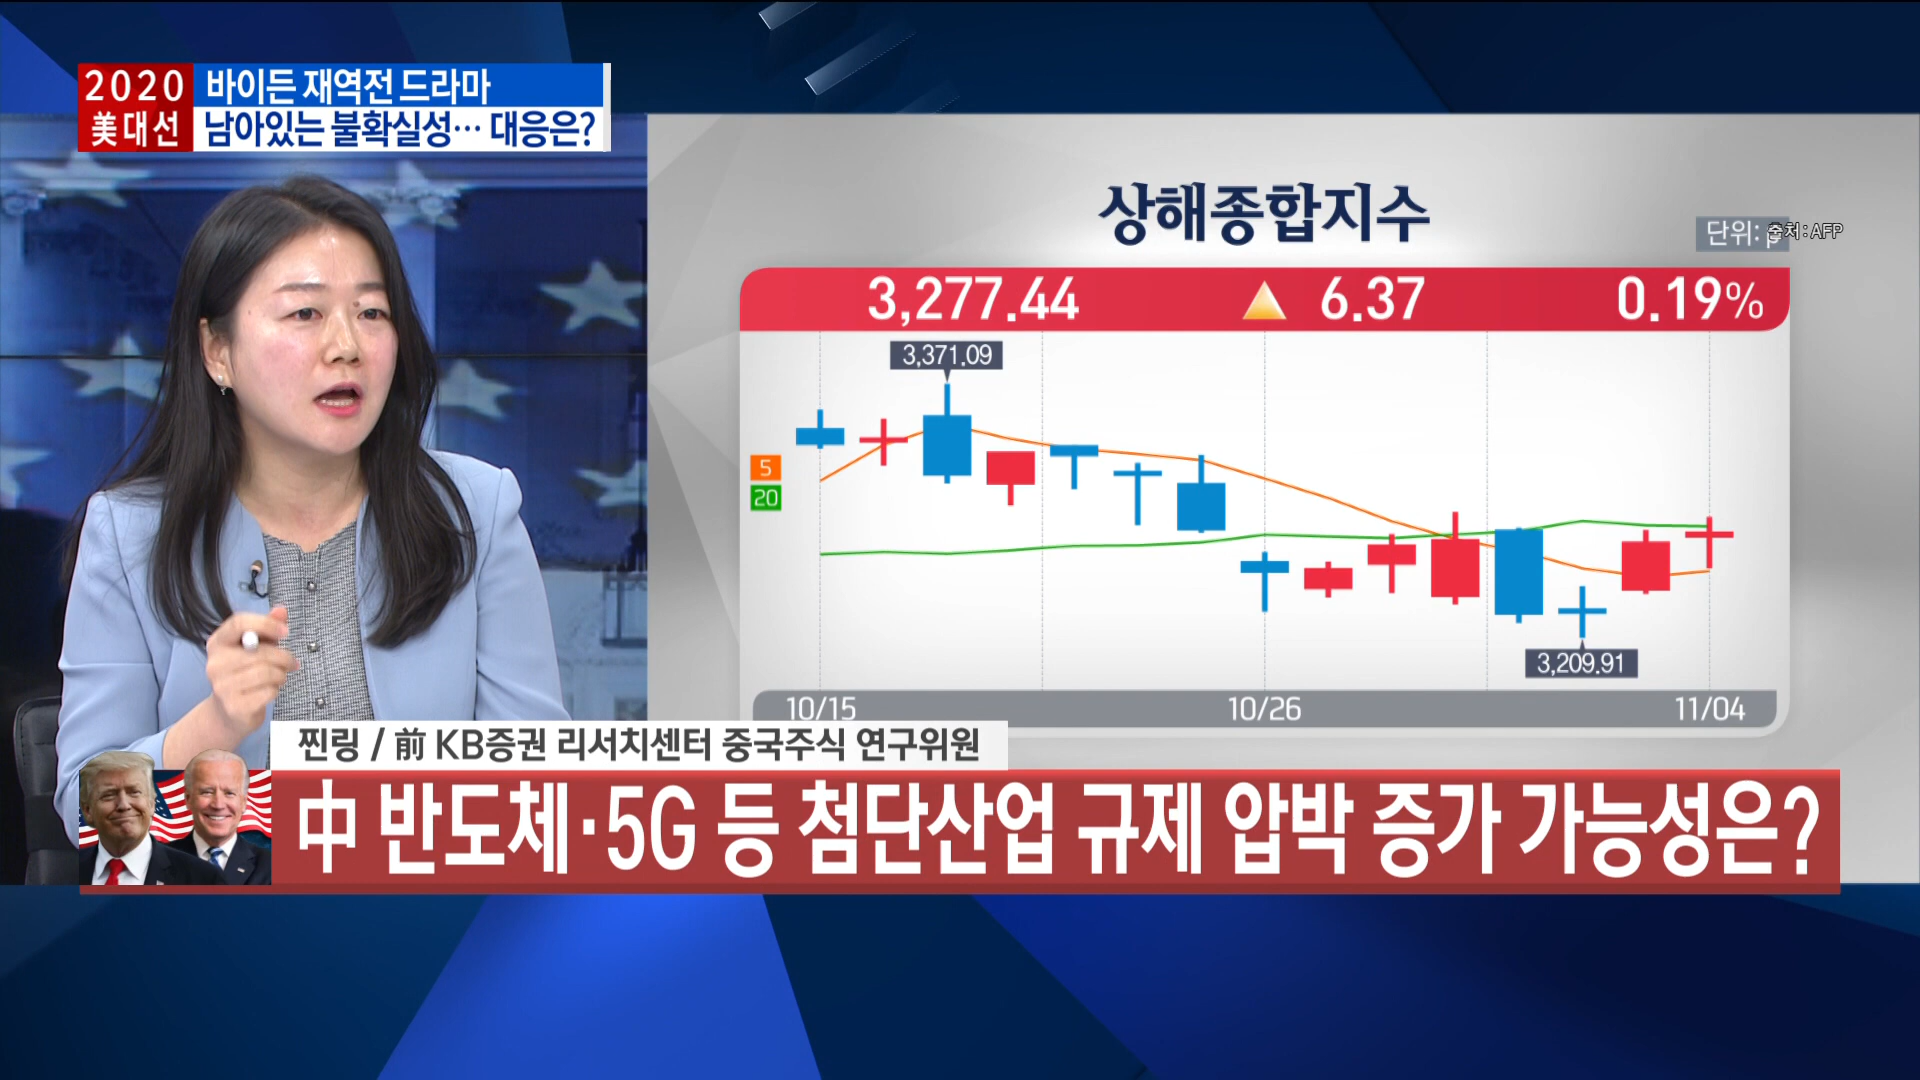 2020
美대선
바이든 재역전 드라마
남아있는 불확실성… 대응은?
상해종합지수
단위: p
출처:AFP
3,277.44 ▲ 6.37 0.19%
3,371.09
5
20
3,209.91
10/15 10/26 11/04
찐링 / 前 KB증권 리서치센터 중국주식 연구위원
中 반도체·5G 등 첨단산업 규제 압박 증가 가능성은?